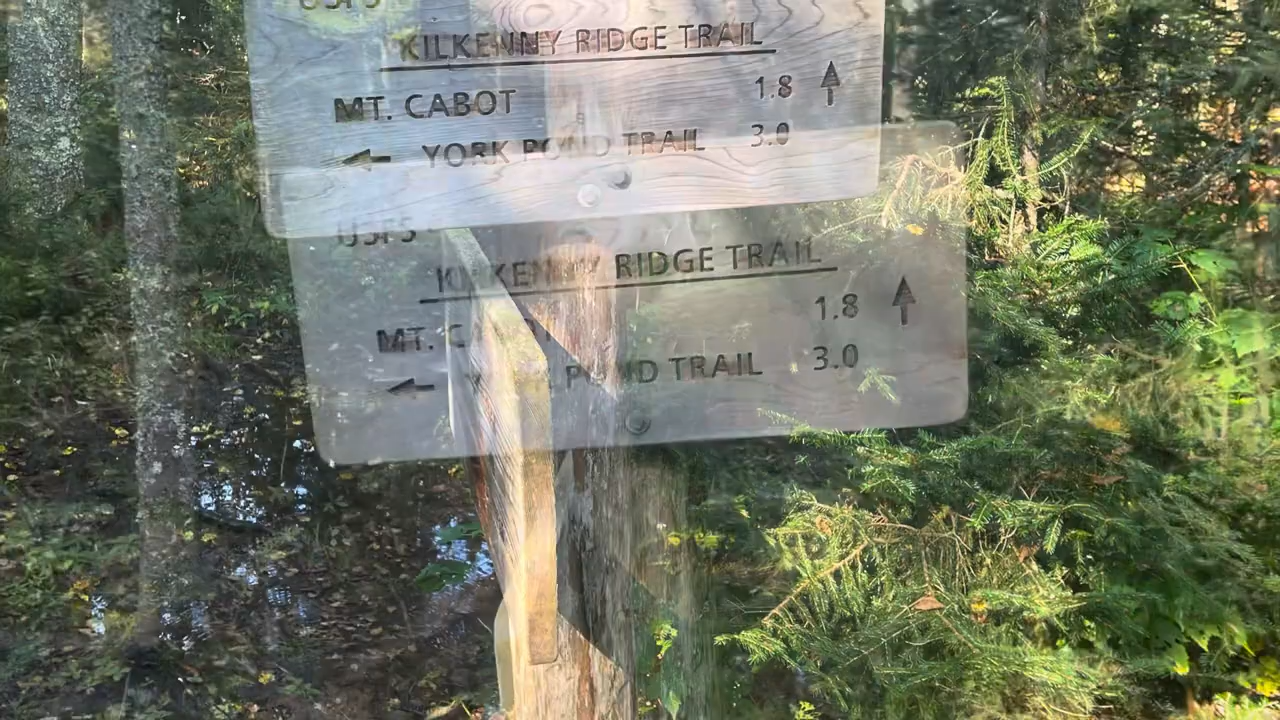 USFS
KILKENNY RIDGE TRAIL
MT. CABOT 1.8 ↑
← YORK POND TRAIL 3.0
USFS
KILKENNY RIDGE TRAIL
MT. 1.8 ↑
← POND TRAIL 3.0